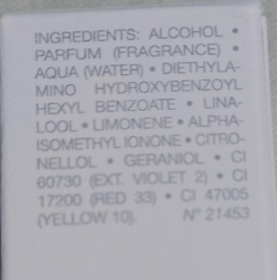 INGREDIENTS: ALCOHOL •
PARFUM (FRAGRANCE) •
AQUA (WATER) • DIETHYLA-
MINO HYDROXYBENZOYL
HEXYL BENZOATE • LINA-
LOOL • LIMONENE • ALPHA-
ISOMETHYL IONONE • CITRO-
NELLOL • GERANIOL • CI
60730 (EXT. VIOLET 2) • CI
17200 (RED 33) • CI 47005
(YELLOW 10). N° 21453